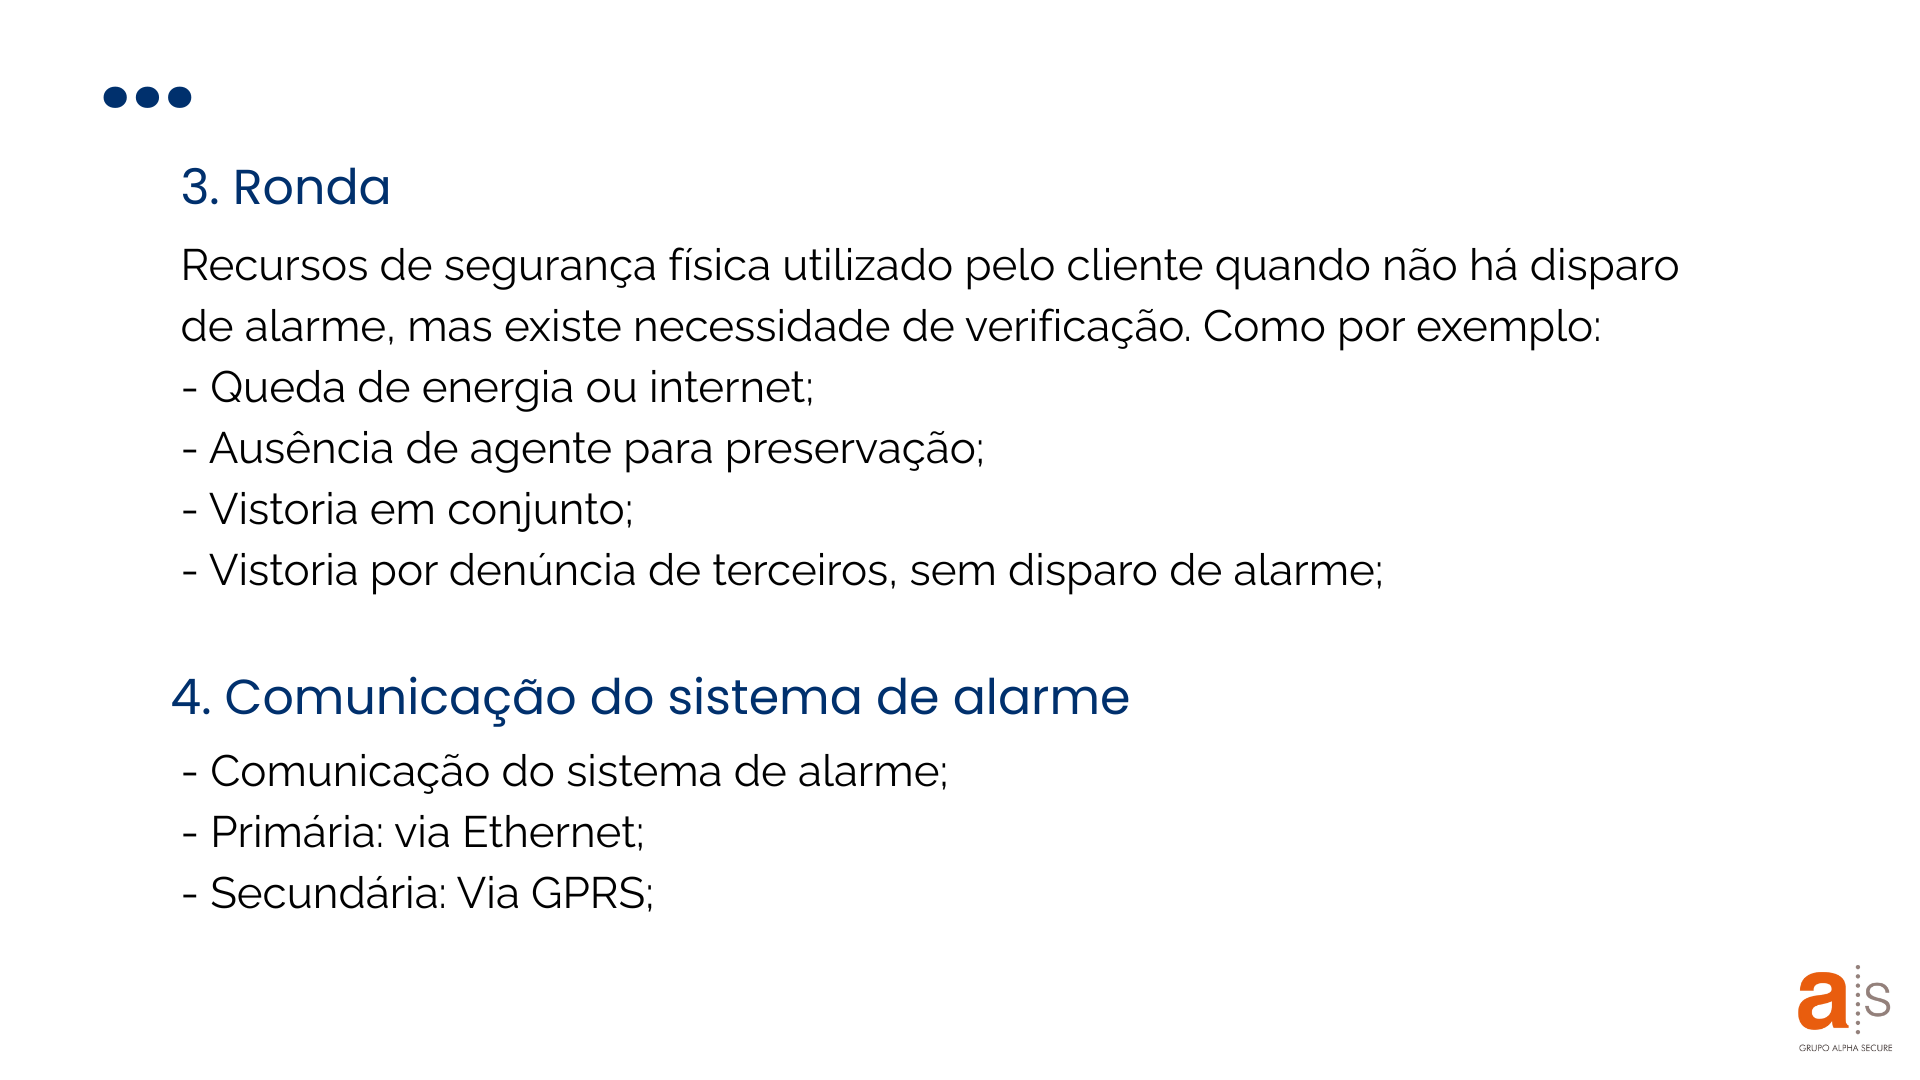 3. Ronda
Recursos de segurança física utilizado pelo cliente quando não há disparo
de alarme, mas existe necessidade de verificação. Como por exemplo:
- Queda de energia ou internet;
- Ausência de agente para preservação;
- Vistoria em conjunto;
- Vistoria por denúncia de terceiros, sem disparo de alarme;
4. Comunicação do sistema de alarme
- Comunicação do sistema de alarme;
- Primária: via Ethernet;
- Secundária: Via GPRS;
a s
GRUPO ALPHA SECURE